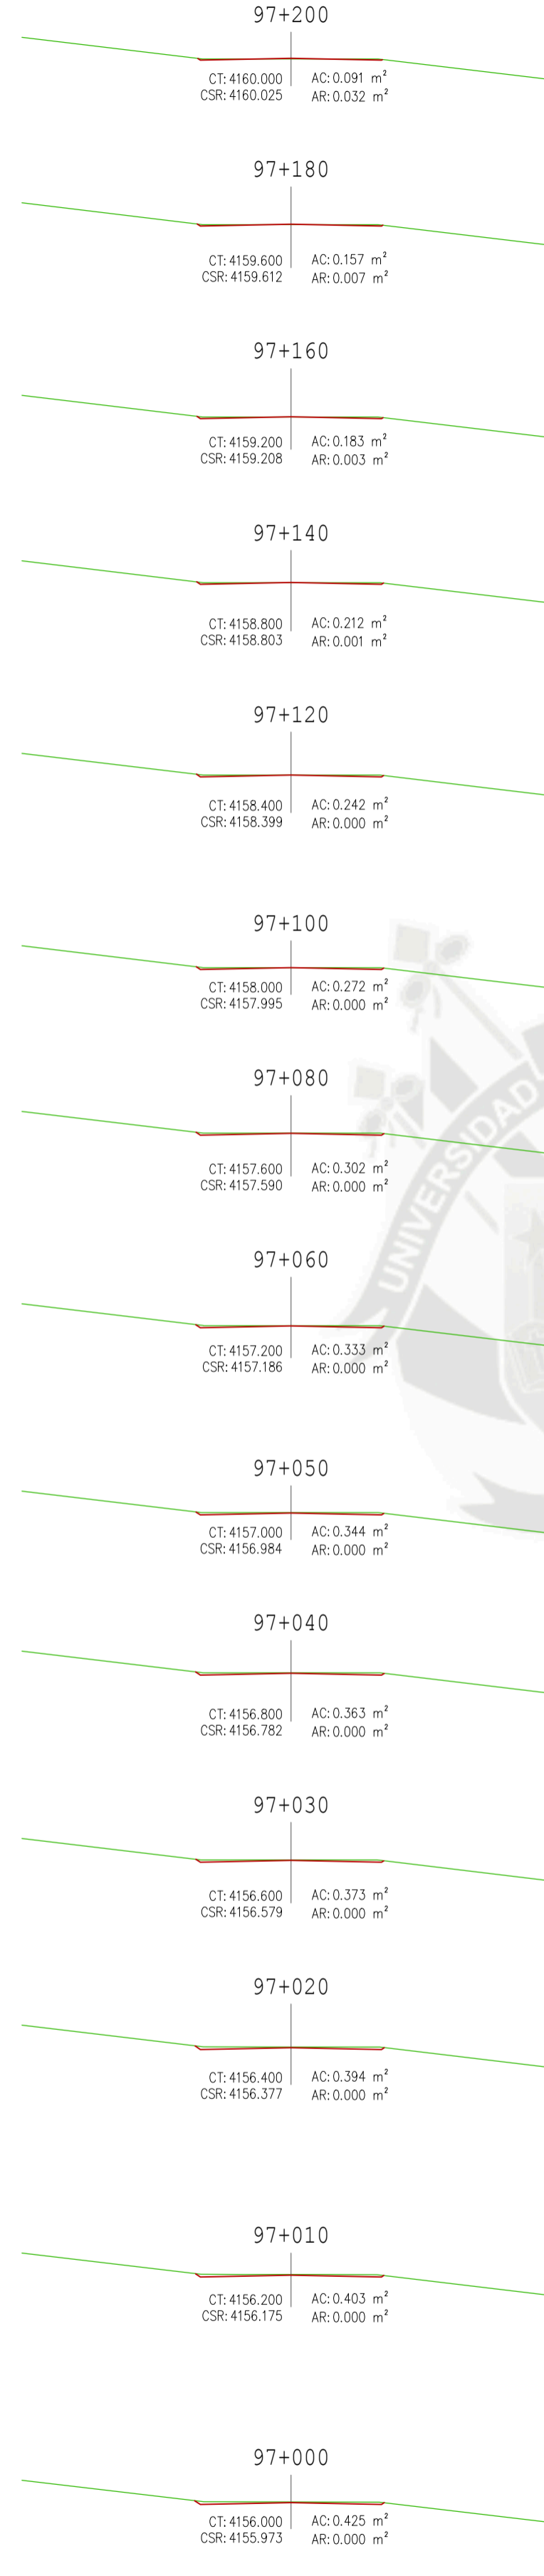 97+200
CT: 4160.000 AC: 0.091 m²
CSR: 4160.025 AR: 0.032 m²
97+180
CT: 4159.600 AC: 0.157 m²
CSR: 4159.612 AR: 0.007 m²
97+160
CT: 4159.200 AC: 0.183 m²
CSR: 4159.208 AR: 0.003 m²
97+140
CT: 4158.800 AC: 0.212 m²
CSR: 4158.803 AR: 0.001 m²
97+120
CT: 4158.400 AC: 0.242 m²
CSR: 4158.399 AR: 0.000 m²
97+100
CT: 4158.000 AC: 0.272 m²
CSR: 4157.995 AR: 0.000 m²
97+080
CT: 4157.600 AC: 0.302 m²
CSR: 4157.590 AR: 0.000 m²
UNIVERSIDAD
97+060
CT: 4157.200 AC: 0.333 m²
CSR: 4157.186 AR: 0.000 m²
97+050
CT: 4157.000 AC: 0.344 m²
CSR: 4156.984 AR: 0.000 m²
97+040
CT: 4156.800 AC: 0.363 m²
CSR: 4156.782 AR: 0.000 m²
97+030
CT: 4156.600 AC: 0.373 m²
CSR: 4156.579 AR: 0.000 m²
97+020
CT: 4156.400 AC: 0.394 m²
CSR: 4156.377 AR: 0.000 m²
97+010
CT: 4156.200 AC: 0.403 m²
CSR: 4156.175 AR: 0.000 m²
97+000
CT: 4156.000 AC: 0.425 m²
CSR: 4155.973 AR: 0.000 m²